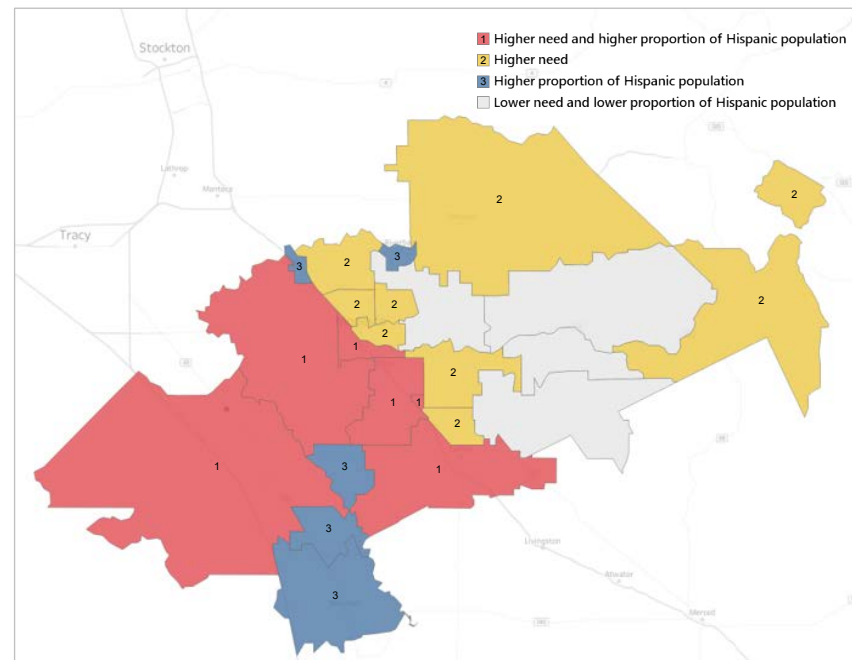 Stockton
1 Higher need and higher proportion of Hispanic population
2 Higher need
3 Higher proportion of Hispanic population
Lower need and lower proportion of Hispanic population
Lathrop
Manteca
2
2
Tracy
3
2
3
2
2
2
2
1
1
2
1
1
2
3
1
1
3
Livingston
Atwater
3
Merced